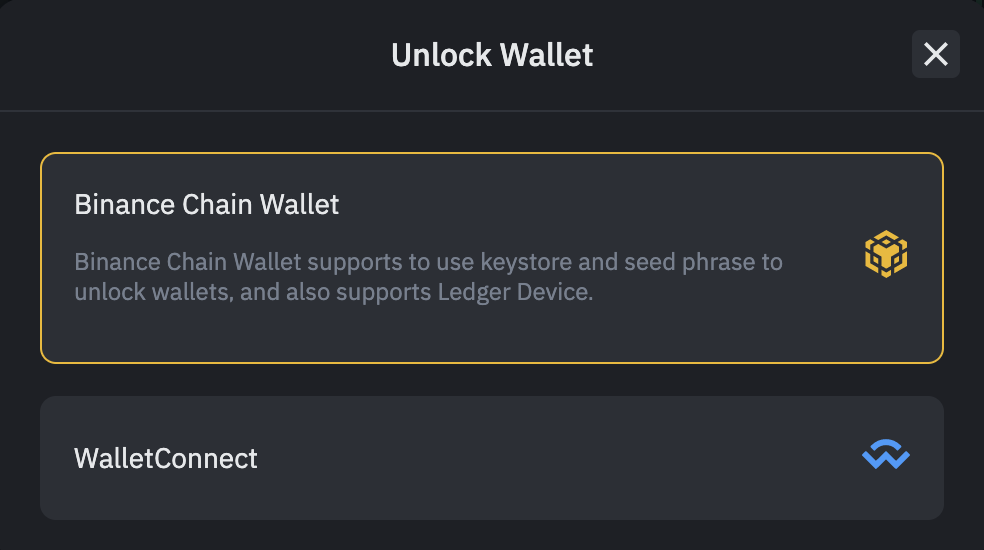 Unlock Wallet
Binance Chain Wallet
Binance Chain Wallet supports to use keystore and seed phrase to
unlock wallets, and also supports Ledger Device.
WalletConnect